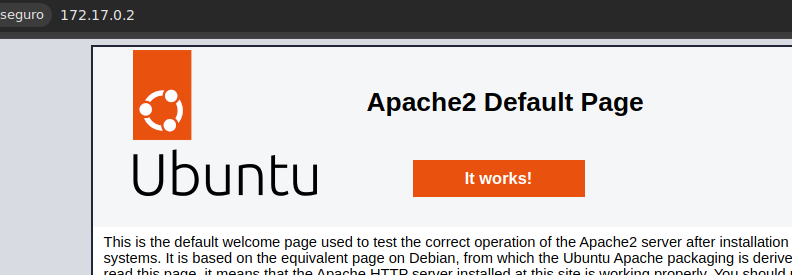 seguro 172.17.0.2
Apache2 Default Page
Ubuntu
It works!
This is the default welcome page used to test the correct operation of the Apache2 server after installation
systems. It is based on the equivalent page on Debian, from which the Ubuntu Apache packaging is derive
read this page, it means that the Apache HTTP server installed at this site is working properly. You should